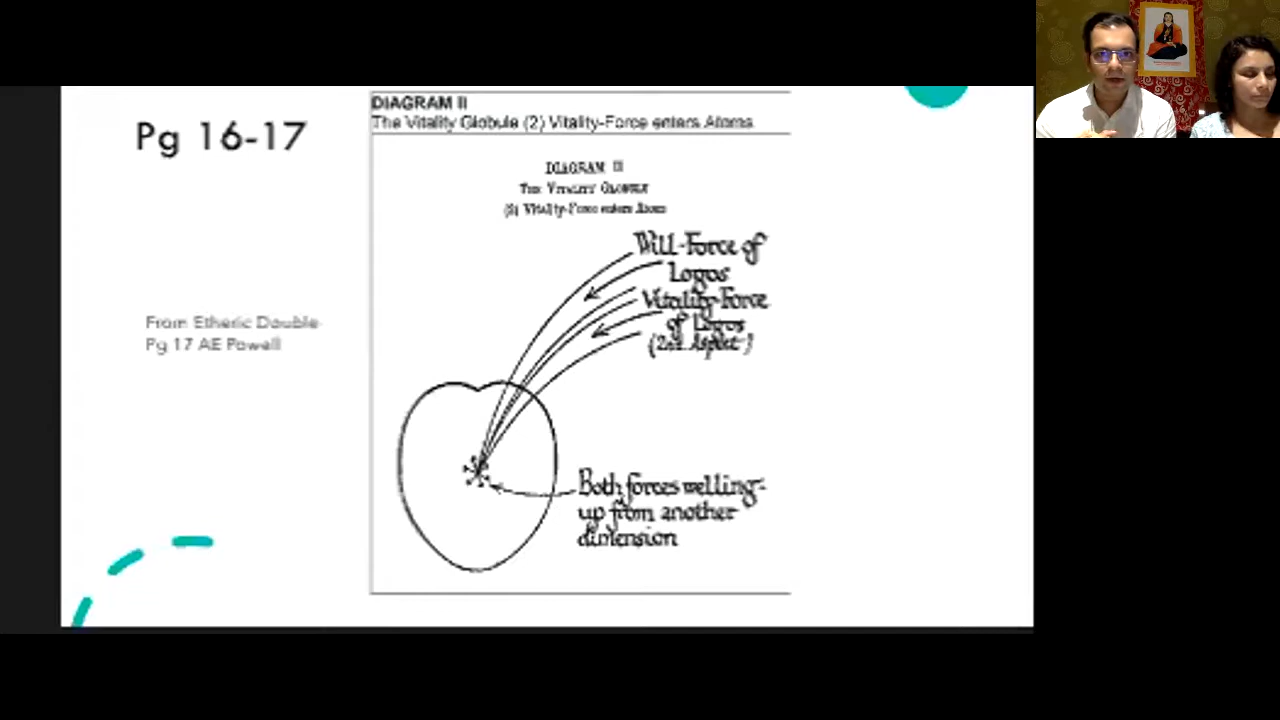 Pg 16-17
From Etheric Double
Pg 17 AE Powell
DIAGRAM II
The Vitality Globule (2) Vitality-Force enters Atoms
DIAGRAM II
THE VITALITY GLOBULE
(2) Vitality-Force enters Atoms
Will-Force of
Logos
Vitality-Force
of Logos
(2nd Aspect)
Both forces welling-
up from another
dimension